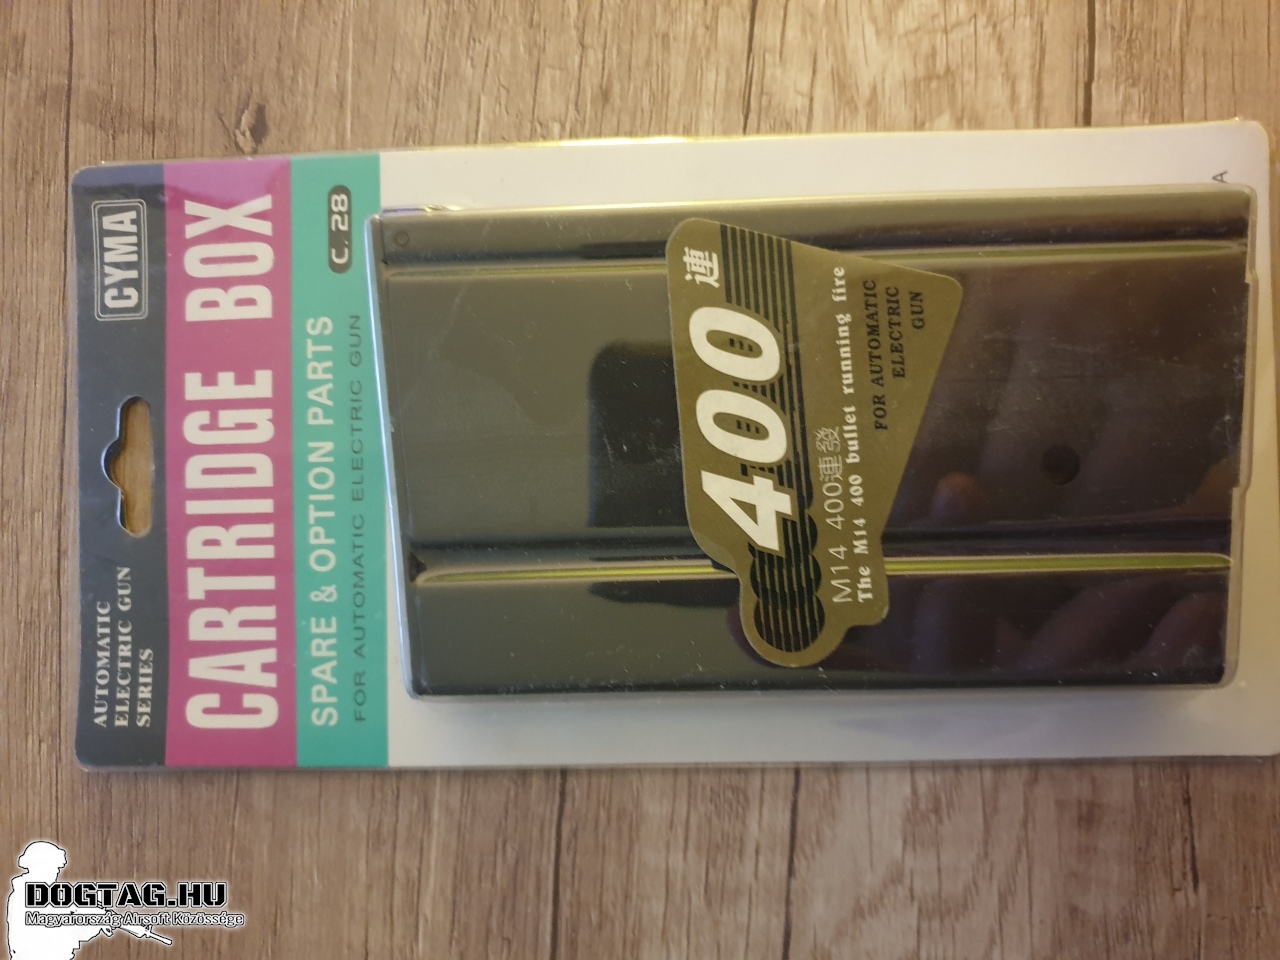 AUTOMATIC
ELECTRIC GUN
SERIES
CYMA
CARTRIDGE BOX
SPARE & OPTION PARTS
C. 28
FOR AUTOMATIC ELECTRIC GUN
400連
M14 400連發
The M14 400 bullet running fire
FOR AUTOMATIC
ELECTRIC
GUN
A
DOGTAG.HU
Magyarország Airsoft Közössége